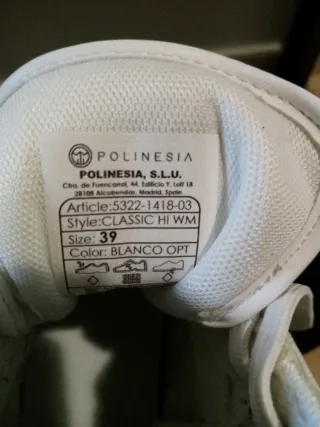 POLINESIA
POLINESIA, S.L.U.
Ctra. de Fuencarral, 44, Edificio 7, Loft 18
28108 Alcobendas, Madrid, Spain
Article:5322-1418-03
Style:CLASSIC HI WM
Size: 39
Color: BLANCO OPT